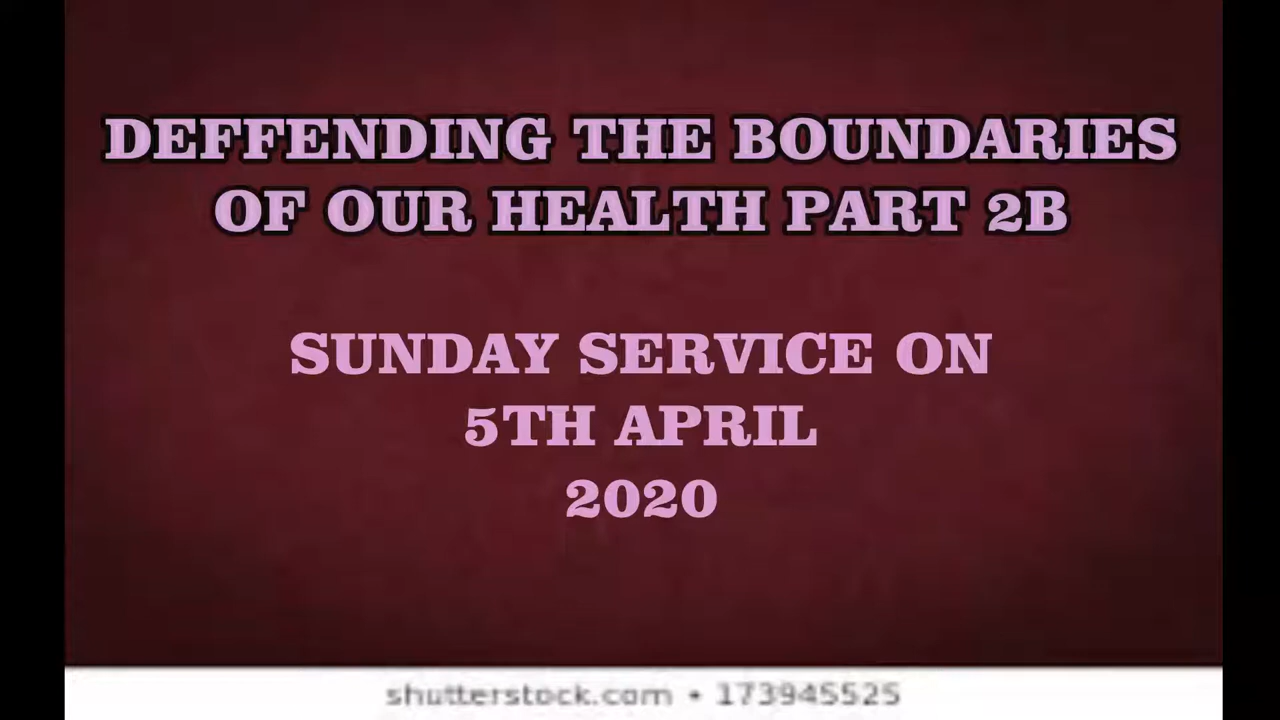 DEFFENDING THE BOUNDARIES
OF OUR HEALTH PART 2B
SUNDAY SERVICE ON
5TH APRIL
2020
shutterstock.com • 173945525